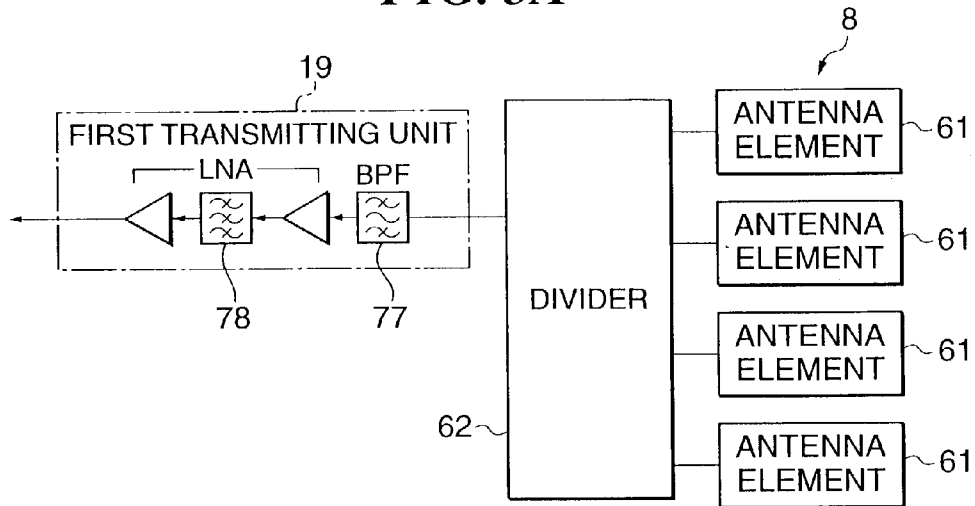 8
19
FIRST TRANSMITTING UNIT
LNA
BPF
78
77
DIVIDER
62
ANTENNA
ELEMENT
61
ANTENNA
ELEMENT
61
ANTENNA
ELEMENT
61
ANTENNA
ELEMENT
61